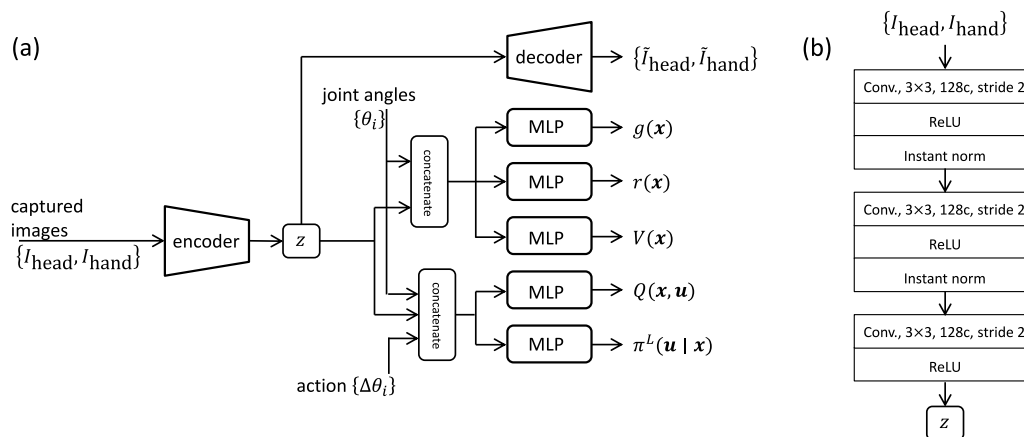 (a)
decoder
{Ĩhead, Ĩhand}
joint angles
{θi}
concatenate
MLP
g(x)
MLP
r(x)
MLP
V(x)
captured
images
{Ihead, Ihand}
encoder
z
concatenate
MLP
Q(x, u)
MLP
π^L(u | x)
action {Δθi}
(b)
{Ihead, Ihand}
Conv., 3×3, 128c, stride 2
ReLU
Instant norm
Conv., 3×3, 128c, stride 2
ReLU
Instant norm
Conv., 3×3, 128c, stride 2
ReLU
z